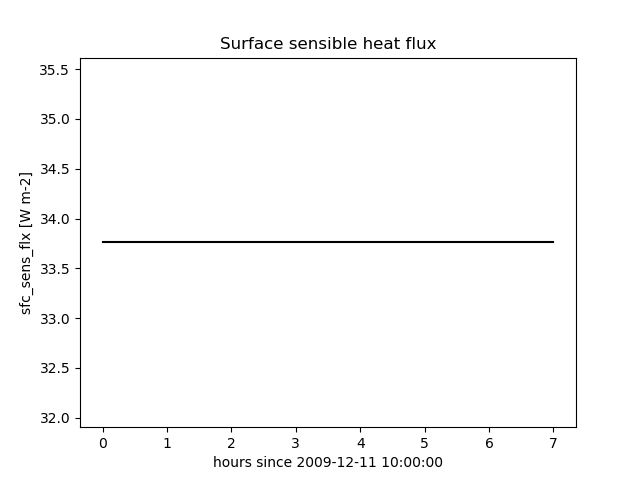 Surface sensible heat flux
35.5
35.0
34.5
34.0
33.5
33.0
32.5
32.0
sfc_sens_flx [W m-2]
0 1 2 3 4 5 6 7
hours since 2009-12-11 10:00:00